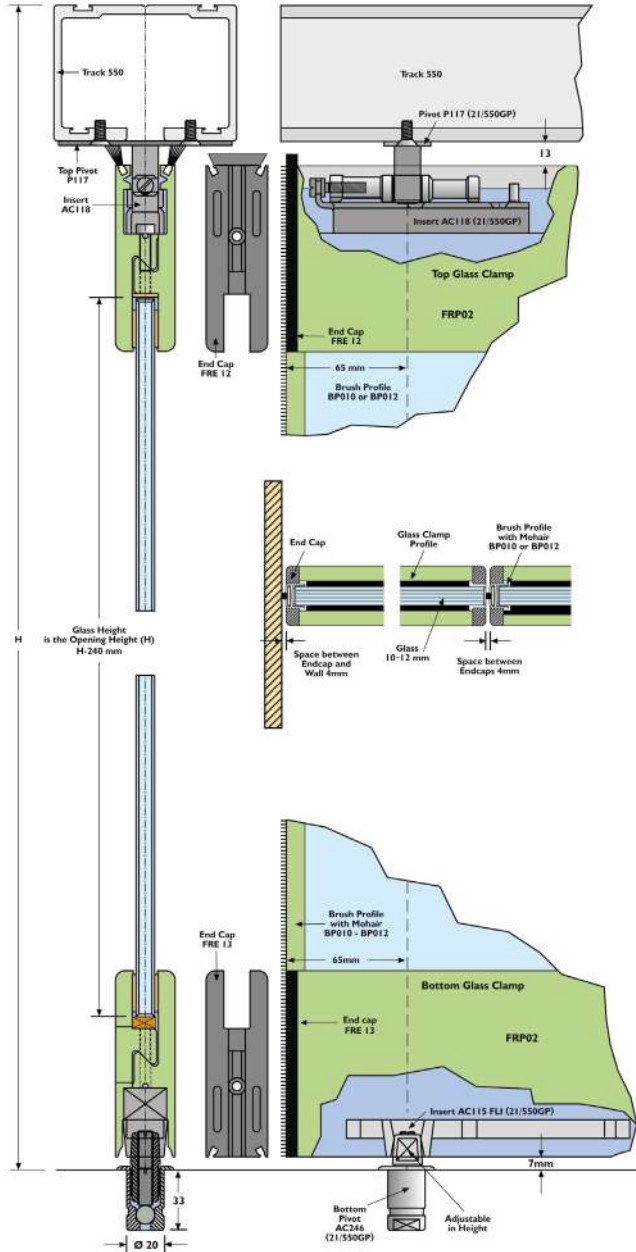 Track 550
Track 550
Pivot P117 (21/550GP)
13
Top Pivot
P117
Insert
AC118
Insert AC118 (21/550GP)
Top Glass Clamp
FRP02
End Cap
FRE 12
End Cap
FRE 12
65 mm
Brush Profile
BP010 or BP012
End Cap
Glass Clamp
Profile
Brush Profile
with Mohair
BP010 or BP012
H
Glass Height
is the Opening Height (H)
H-240 mm
Space between
Endcap and
Wall 4mm
Glass
10-12 mm
Space between
Endcaps 4mm
End Cap
FRE 13
Brush Profile
with Mohair
BP010 - BP012
65mm
Bottom Glass Clamp
End cap
FRE 13
FRP02
Insert AC115 FLI (21/550GP)
7mm
33
Bottom
Pivot
AC246
(21/550GP)
Adjustable
in Height
Ø 20